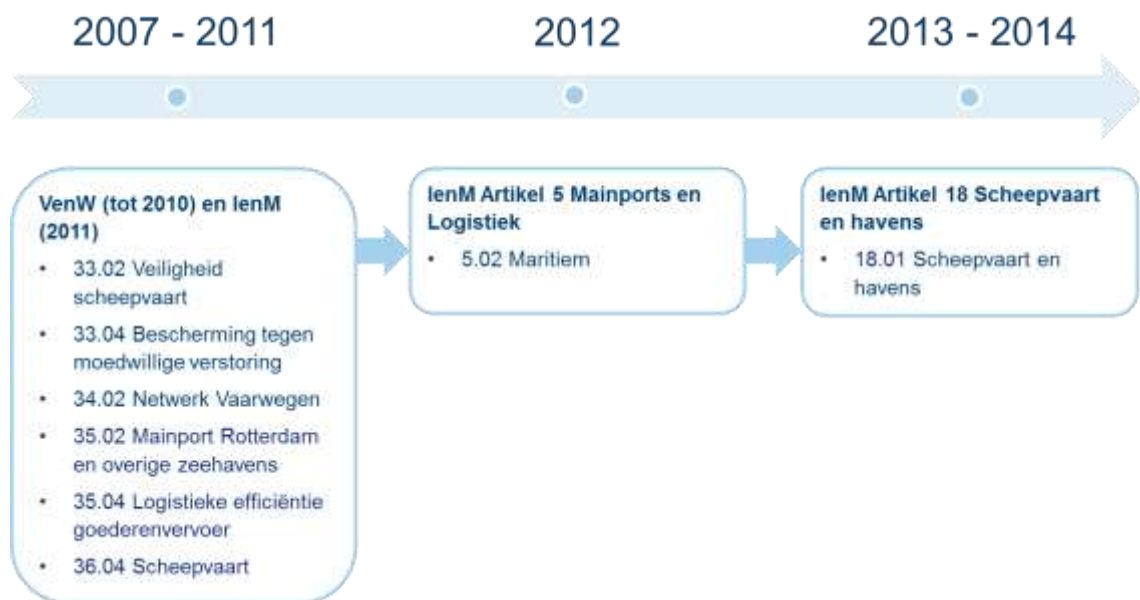 2007 - 2011
2012
2013 - 2014
VenW (tot 2010) en IenM
(2011)
• 33.02 Veiligheid
scheepvaart
• 33.04 Bescherming tegen
moedwillige verstoring
• 34.02 Netwerk Vaarwegen
• 35.02 Mainport Rotterdam
en overige zeehavens
• 35.04 Logistieke efficiëntie
goederenvervoer
• 36.04 Scheepvaart
IenM Artikel 5 Mainports en
Logistiek
• 5.02 Maritiem
IenM Artikel 18 Scheepvaart
en havens
• 18.01 Scheepvaart en
havens